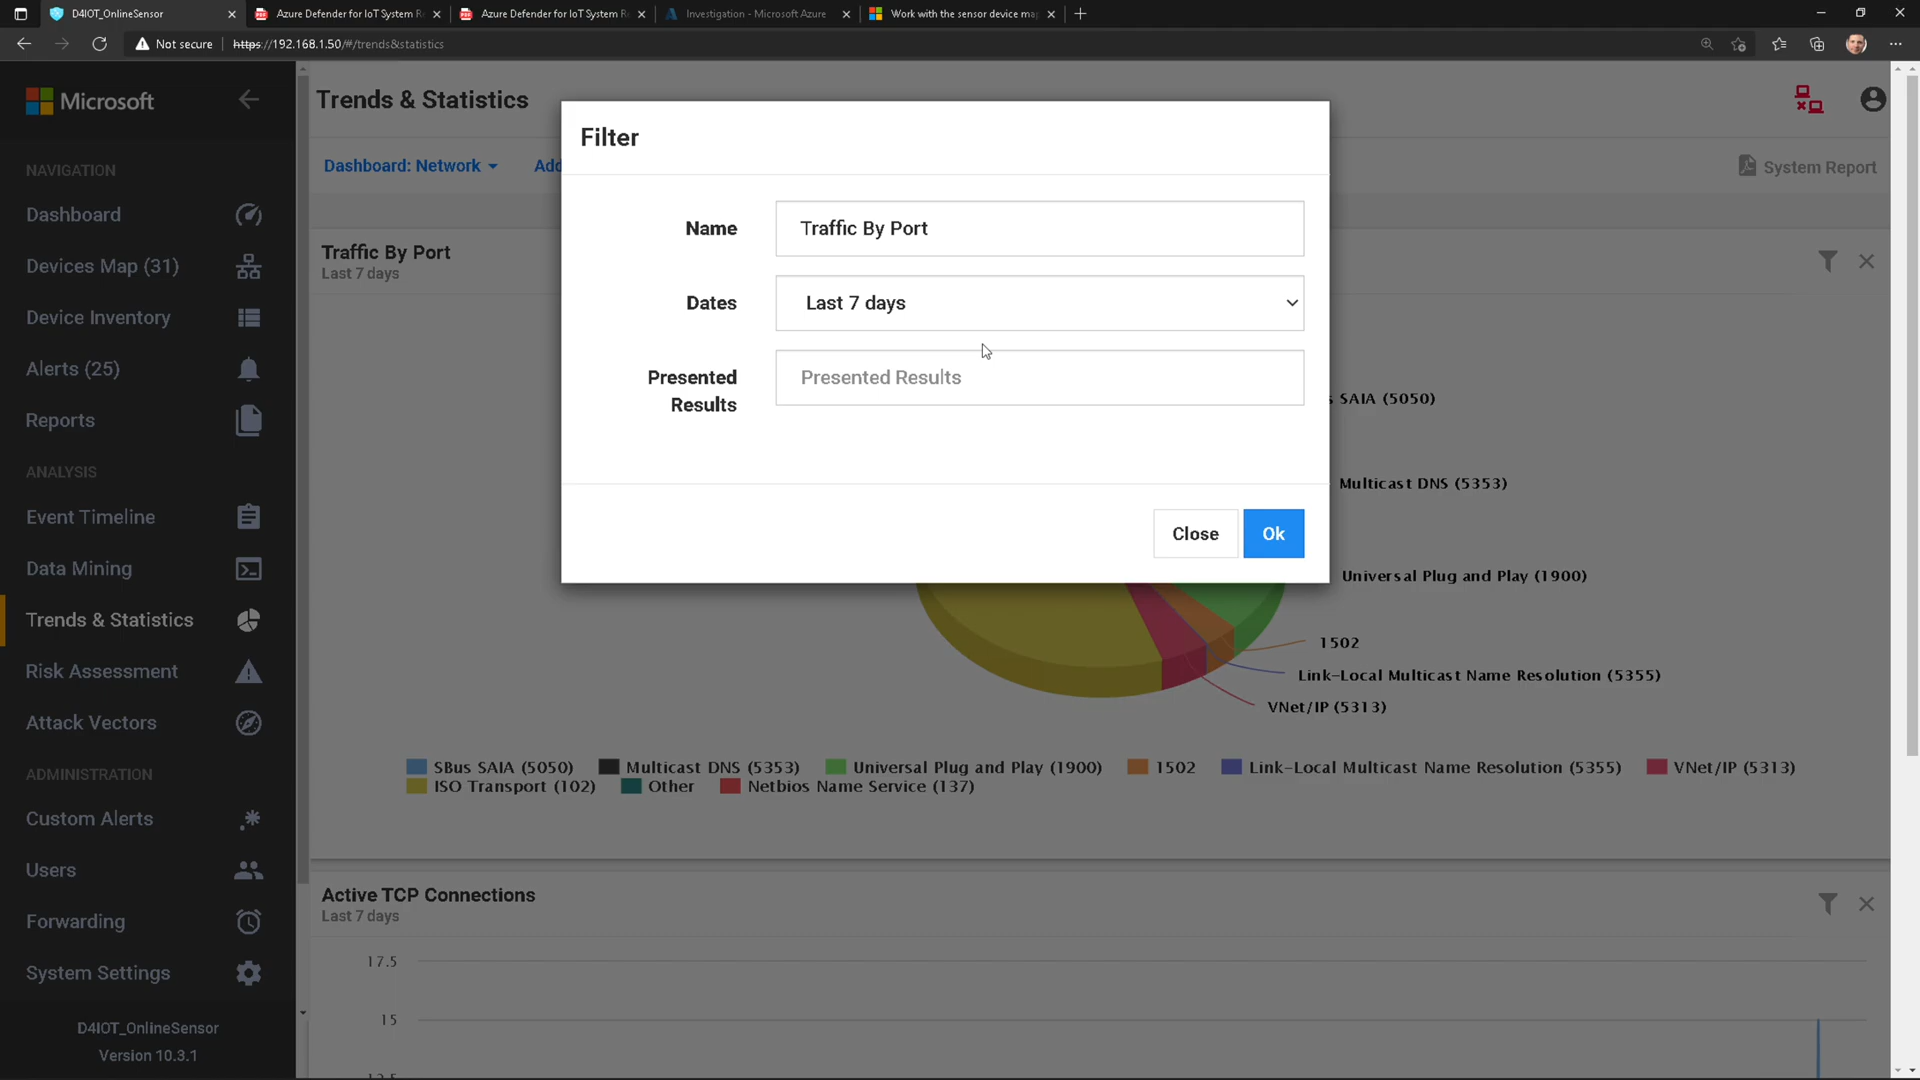 D4IOT_OnlineSensor
Azure Defender for IoT System R
Azure Defender for IoT System R
Investigation - Microsoft Azure
Work with the sensor device ma
Not secure
https://192.168.1.50/#/trends&statistics
Microsoft
NAVIGATION
Dashboard
Devices Map (31)
Device Inventory
Alerts (25)
Reports
ANALYSIS
Event Timeline
Data Mining
Trends & Statistics
Risk Assessment
Attack Vectors
ADMINISTRATION
Custom Alerts
Users
Forwarding
System Settings
D4IOT_OnlineSensor
Version 10.3.1
Trends & Statistics
Dashboard: Network
Add
System Report
Traffic By Port
Last 7 days
Filter
Name
Traffic By Port
Dates
Last 7 days
Presented
Results
Presented Results
Close
Ok
s SAIA (5050)
Multicast DNS (5353)
Universal Plug and Play (1900)
1502
Link-Local Multicast Name Resolution (5355)
VNet/IP (5313)
SBus SAIA (5050) Multicast DNS (5353) Universal Plug and Play (1900) 1502 Link-Local Multicast Name Resolution (5355) VNet/IP (5313)
ISO Transport (102) Other Netbios Name Service (137)
Active TCP Connections
Last 7 days
17.5
15
12.5